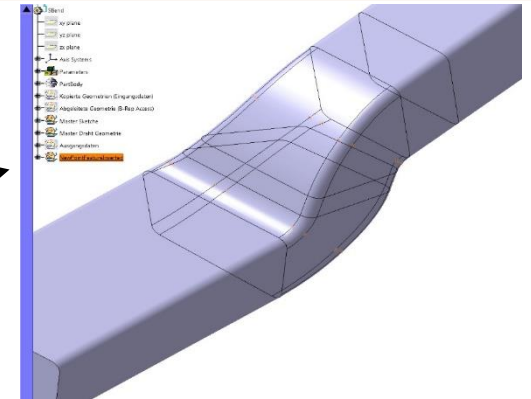 SBend
xy plane
yz plane
zx plane
Axis Systems
Parameters
PartBody
Kopierte Geometrien (Eingangsdaten)
Abgeleitete Geometrie (B-Rep Access)
Master Sketche
Master Draht Geometrie
Ausgangsdaten